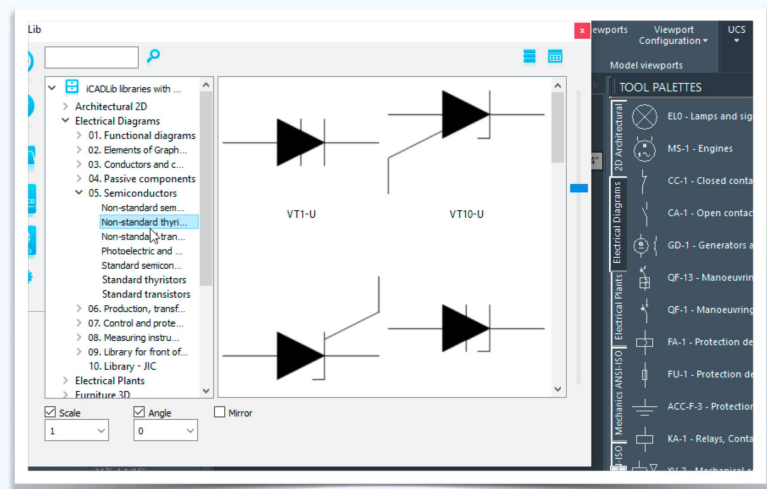 Lib
x
iCADLib libraries with ...
Architectural 2D
Electrical Diagrams
01. Functional diagrams
02. Elements of Graph...
03. Conductors and c...
04. Passive components
05. Semiconductors
Non-standard sem...
Non-standard thyri...
Non-standard tran...
Photoelectric and ...
Standard semicon...
Standard thyristors
Standard transistors
06. Production, transf...
07. Control and prote...
08. Measuring instru...
09. Library for front of...
10. Library - JIC
Electrical Plants
Furniture 3D
VT1-U
VT10-U
Scale
Angle
Mirror
1
0
ewports
Viewport
Configuration
UCS
Model viewports
TOOL PALETTES
2D Architectural
Electrical Diagrams
Electrical Plants
Mechanics ANSI-ISO
-ISO
4"
EL0 - Lamps and sig
MS-1 - Engines
CC-1 - Closed conta
CA-1 - Open contac
GD-1 - Generators a
QF-13 - Manoeuvrin
QF-1 - Manoeuvring
FA-1 - Protection de
FU-1 - Protection de
ACC-F-3 - Protection
KA-1 - Relays, Conta